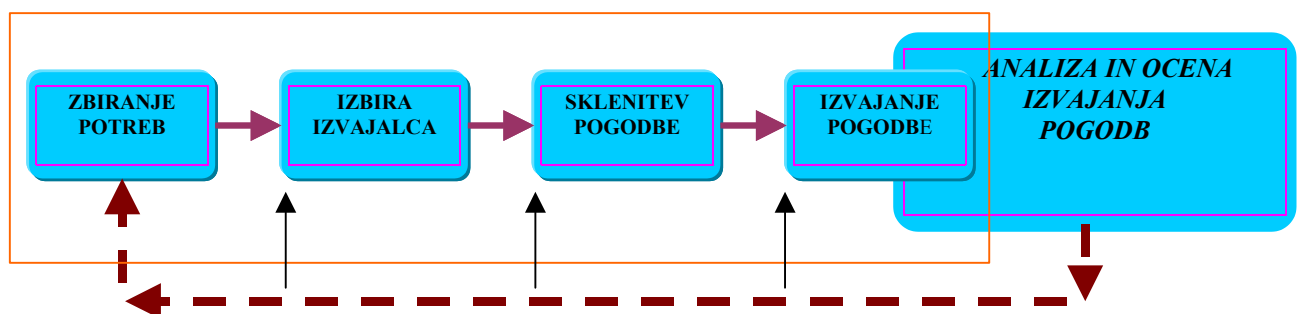 ZBIRANJE
POTREB
IZBIRA
IZVAJALCA
SKLENITEV
POGODBE
IZVAJANJE
POGODBE
ANALIZA IN OCENA
IZVAJANJA
POGODB